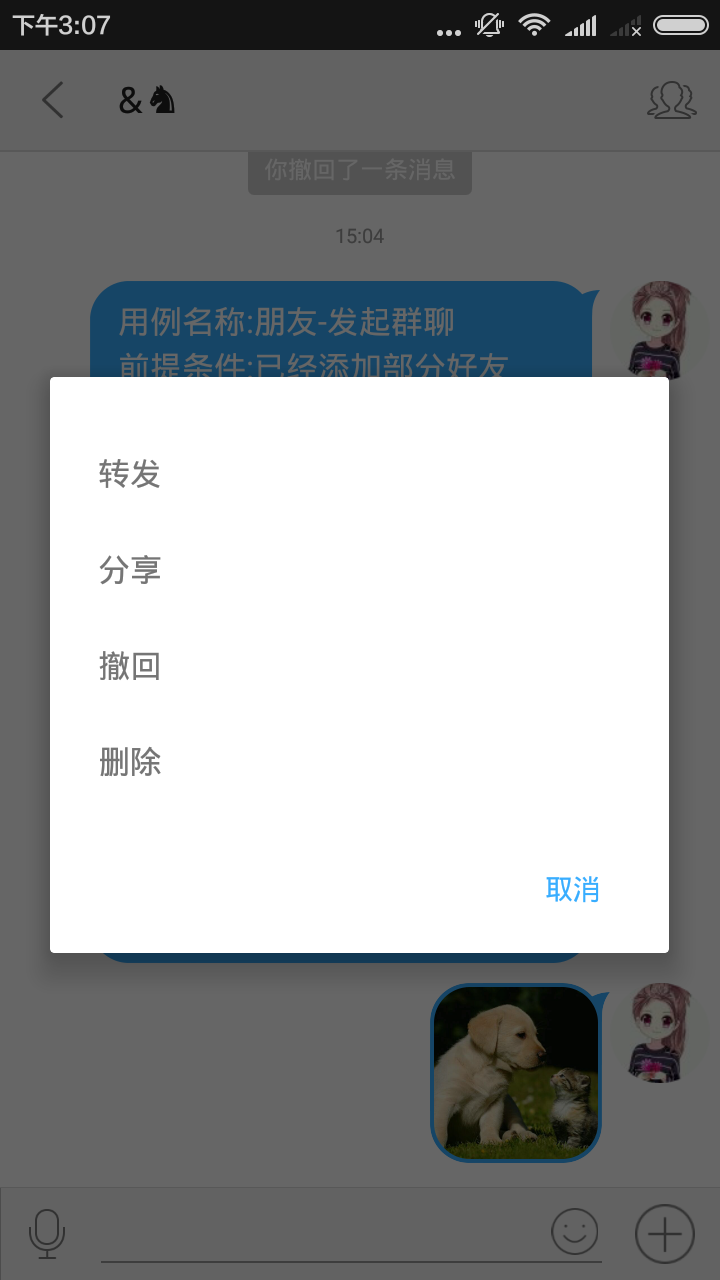 下午3:07
&♞
你撤回了一条消息
15:04
用例名称:朋友-发起群聊
前提条件:已经添加部分好友
转发
分享
撤回
删除
取消